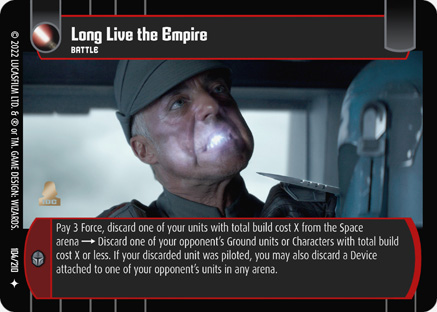 Long Live the Empire
BATTLE
Pay 3 Force, discard one of your units with total build cost X from the Space
arena → Discard one of your opponent's Ground units or Characters with total build
cost X or less. If your discarded unit was piloted, you may also discard a Device
attached to one of your opponent's units in any arena.
© 2022 LUCASFILM LTD. & ® or TM. GAME DESIGN: WIZARDS.
104/210